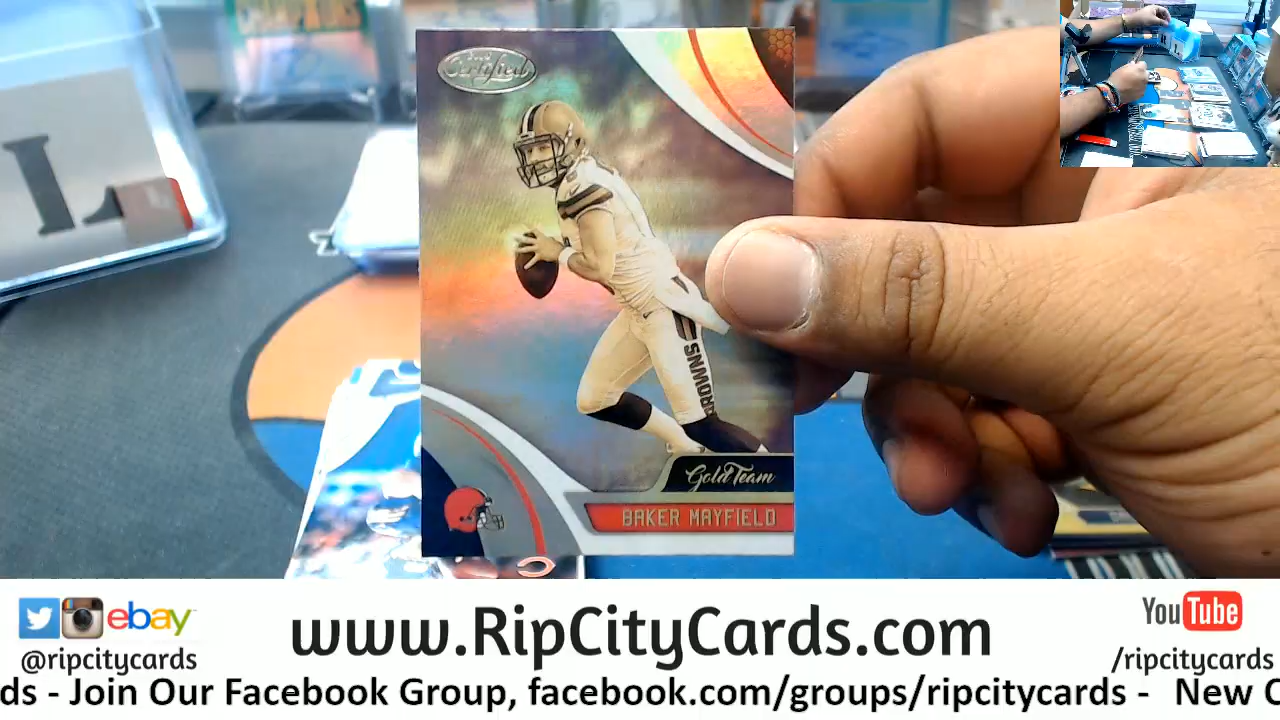 L
Certified
BROWNS
Gold Team
BAKER MAYFIELD
ebay
www.RipCityCards.com
YouTube
@ripcitycards
/ripcitycards
ds - Join Our Facebook Group, facebook.com/groups/ripcitycards - New C